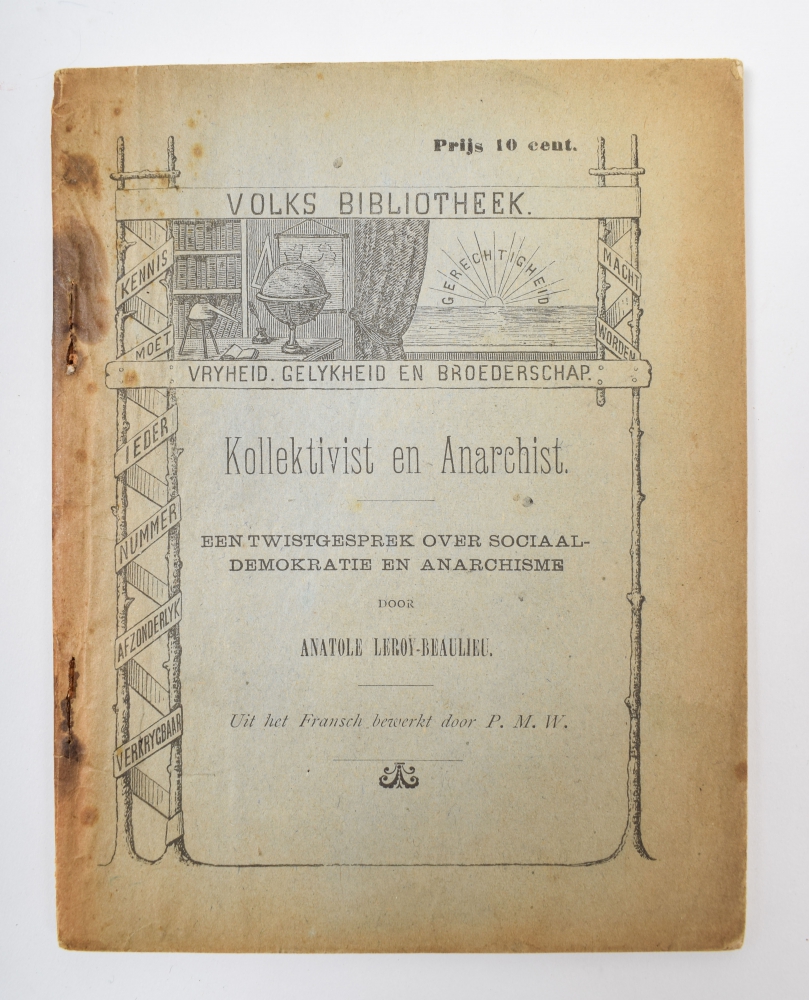 Prijs 10 cent.
VOLKS BIBLIOTHEEK.
KENNIS
MOET
MACHT
WORDEN
GERECHTIGHEID
VRYHEID. GELYKHEID EN BROEDERSCHAP.
IEDER
NUMMER
AFZONDERLYK
VERKRYGBAAR
Kollektivist en Anarchist.
EEN TWISTGESPREK OVER SOCIAAL-
DEMOKRATIE EN ANARCHISME
DOOR
ANATOLE LEROY-BEAULIEU.
Uit het Fransch bewerkt door P. M. W.